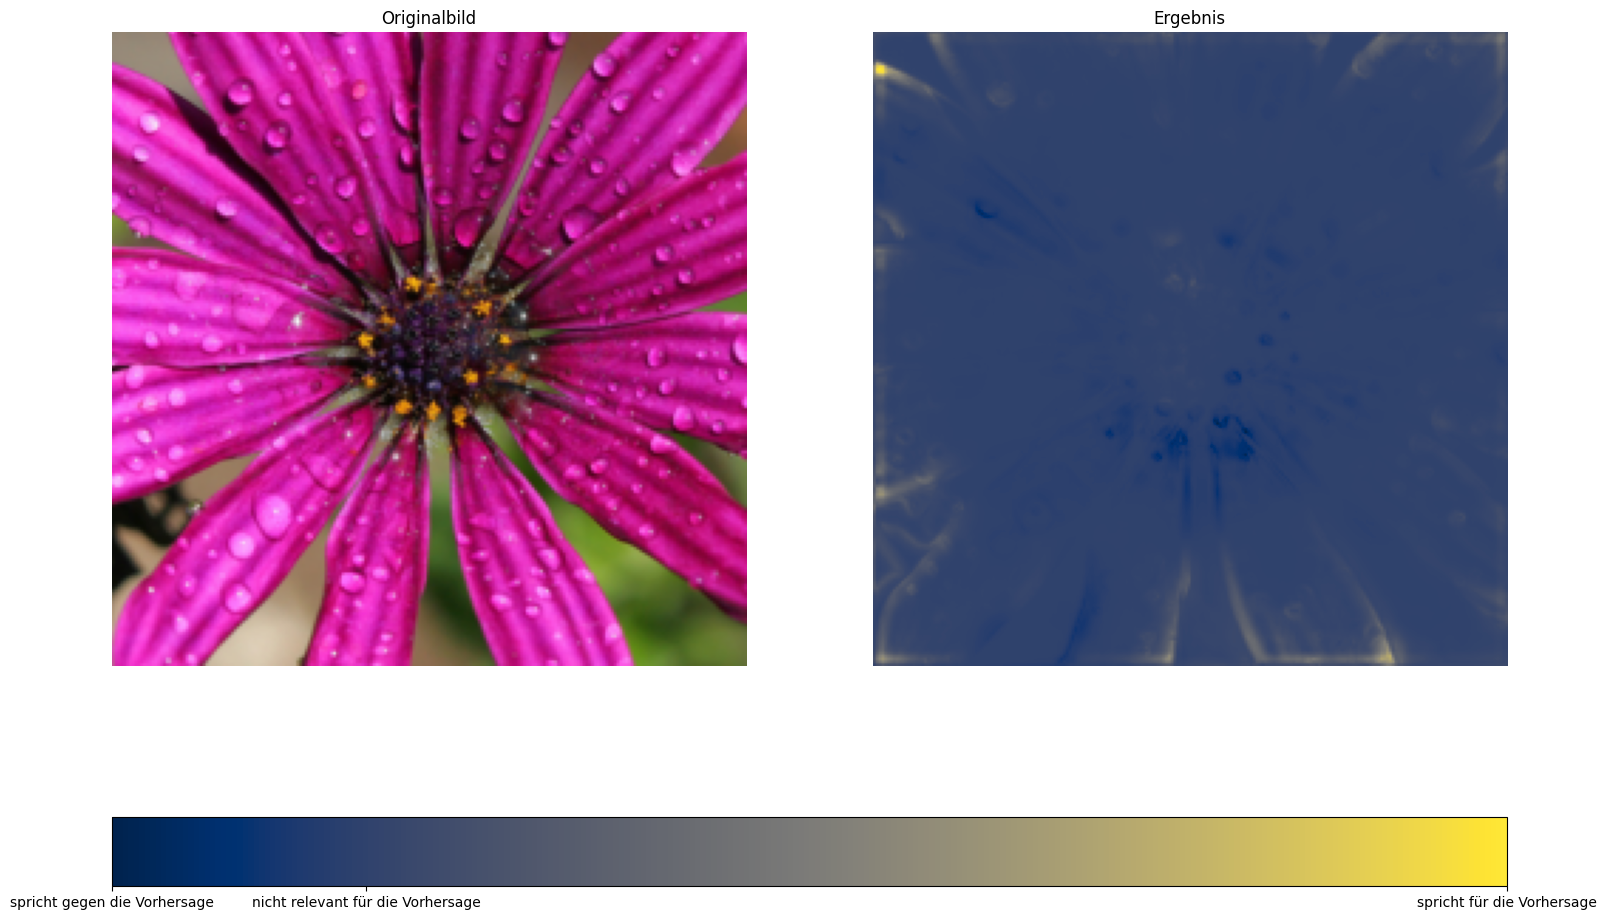 Originalbild
Ergebnis
spricht gegen die Vorhersage
nicht relevant für die Vorhersage
spricht für die Vorhersage